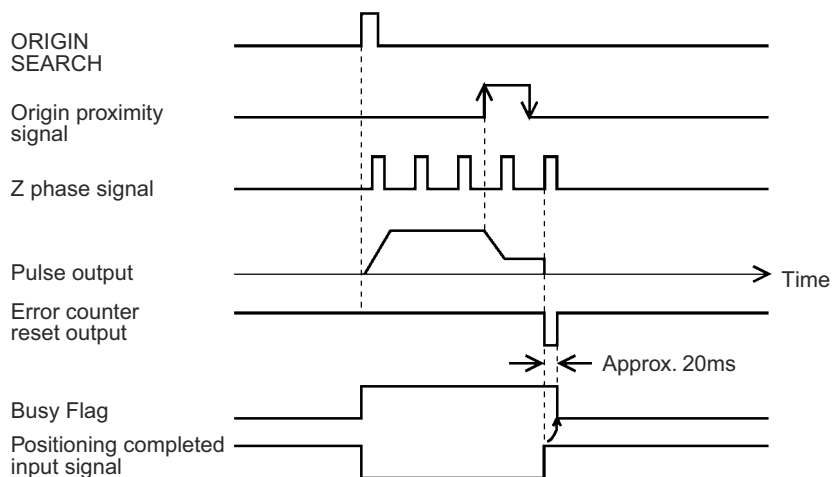 ORIGIN
SEARCH
Origin proximity
signal
Z phase signal
Pulse output
Time
Error counter
reset output
Approx. 20ms
Busy Flag
Positioning completed
input signal